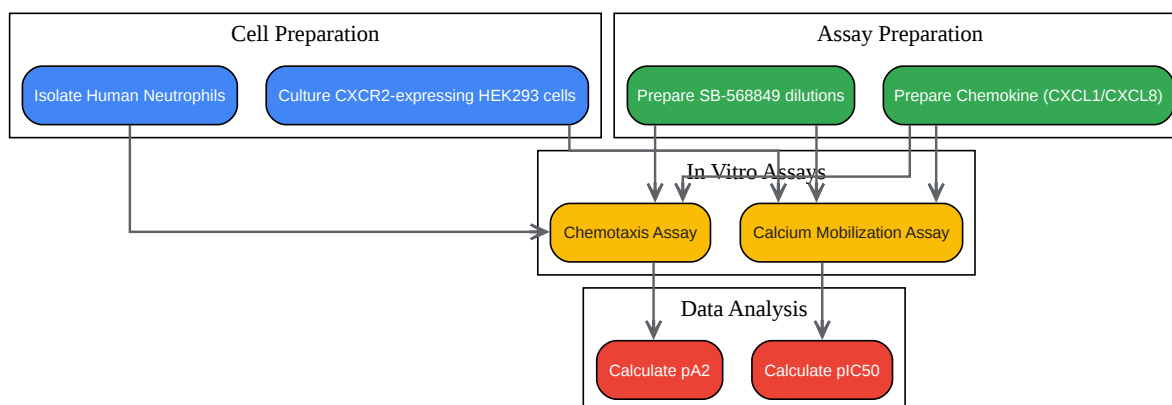 Cell Preparation
Assay Preparation
Isolate Human Neutrophils
Culture CXCR2-expressing HEK293 cells
Prepare SB-568849 dilutions
Prepare Chemokine (CXCL1/CXCL8)
In Vitro Assays
Chemotaxis Assay
Calcium Mobilization Assay
Data Analysis
Calculate pA2
Calculate pIC50